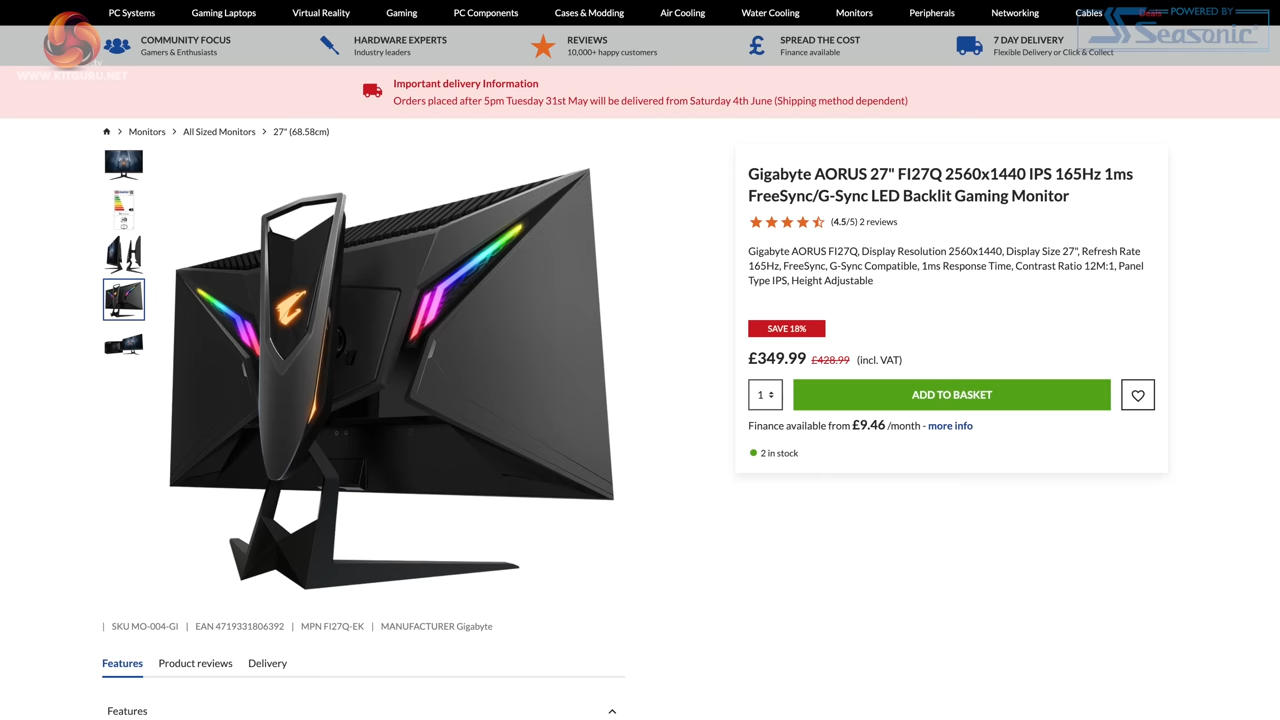 PC Systems Gaming Laptops Virtual Reality Gaming PC Components Cases & Modding Air Cooling Water Cooling Monitors Peripherals Networking Cables Deals
POWERED BY
Seasonic
.tv
WWW.KITGURU.NET
COMMUNITY FOCUS
Gamers & Enthusiasts
HARDWARE EXPERTS
Industry leaders
REVIEWS
10,000+ happy customers
SPREAD THE COST
Finance available
7 DAY DELIVERY
Flexible Delivery or Click & Collect
Important delivery Information
Orders placed after 5pm Tuesday 31st May will be delivered from Saturday 4th June (Shipping method dependent)
Monitors > All Sized Monitors > 27" (68.58cm)
Gigabyte AORUS 27" FI27Q 2560x1440 IPS 165Hz 1ms
FreeSync/G-Sync LED Backlit Gaming Monitor
(4.5/5) 2 reviews
Gigabyte AORUS FI27Q, Display Resolution 2560x1440, Display Size 27", Refresh Rate
165Hz, FreeSync, G-Sync Compatible, 1ms Response Time, Contrast Ratio 12M:1, Panel
Type IPS, Height Adjustable
SAVE 18%
£349.99 £428.99 (incl. VAT)
1 ADD TO BASKET
Finance available from £9.46 /month - more info
2 in stock
| SKU MO-004-GI | EAN 4719331806392 | MPN FI27Q-EK | MANUFACTURER Gigabyte
Features Product reviews Delivery
Features